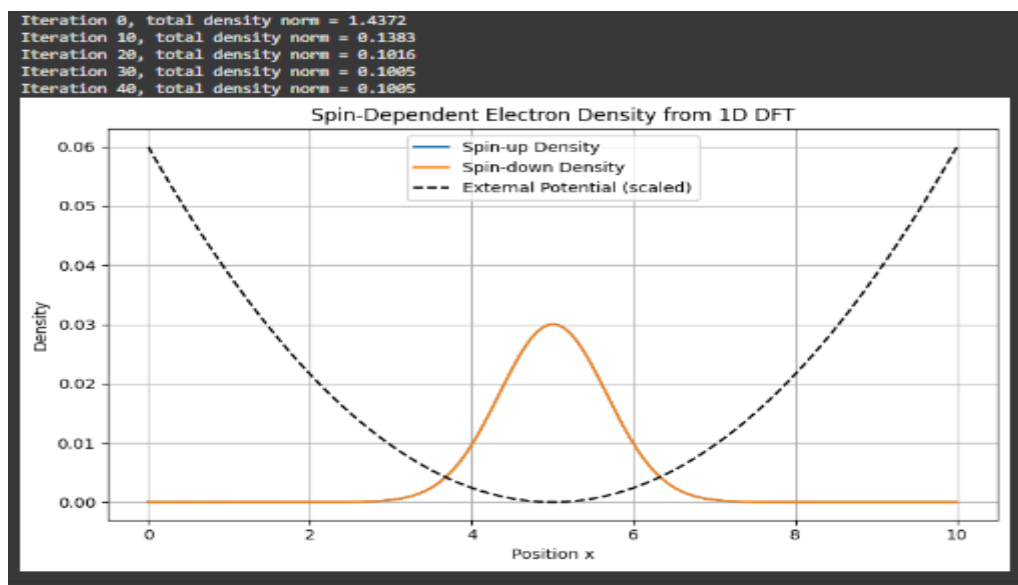 Iteration 0, total density norm = 1.4372
Iteration 10, total density norm = 0.1383
Iteration 20, total density norm = 0.1016
Iteration 30, total density norm = 0.1005
Iteration 40, total density norm = 0.1005
Spin-Dependent Electron Density from 1D DFT
Spin-up Density
Spin-down Density
External Potential (scaled)
0.06
0.05
0.04
0.03
0.02
0.01
0.00
Density
0 2 4 6 8 10
Position x